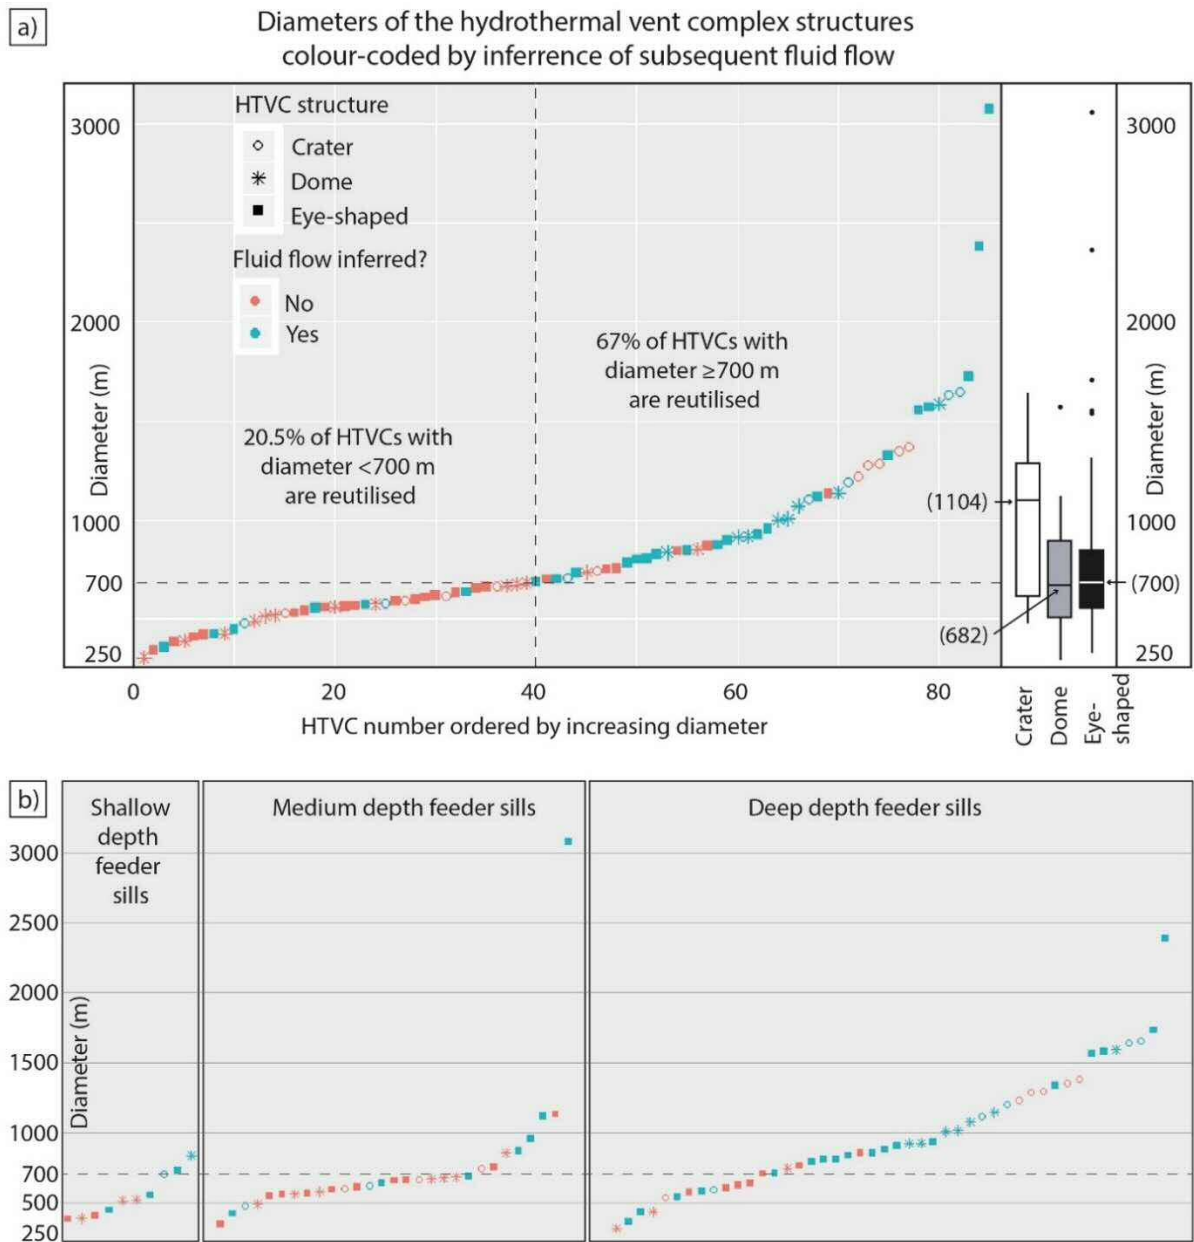 a)
Diameters of the hydrothermal vent complex structures
colour-coded by inferrence of subsequent fluid flow
HTVC structure
Crater
Dome
Eye-shaped
Fluid flow inferred?
No
Yes
3000
2000
1000
700
250
Diameter (m)
20.5% of HTVCs with
diameter <700 m
are reutilised
67% of HTVCs with
diameter ≥700 m
are reutilised
(1104)
(682)
(700)
3000
2000
1000
250
Diameter (m)
0
20
40
60
80
HTVC number ordered by increasing diameter
Crater
Dome
Eye-
shaped
b)
Shallow
depth
feeder
sills
Medium depth feeder sills
Deep depth feeder sills
3000
2500
2000
1500
1000
700
500
250
Diameter (m)